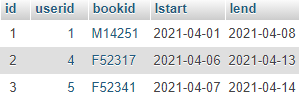 id userid bookid lstart lend
1 1 M14251 2021-04-01 2021-04-08
2 4 F52317 2021-04-06 2021-04-13
3 5 F52341 2021-04-07 2021-04-14